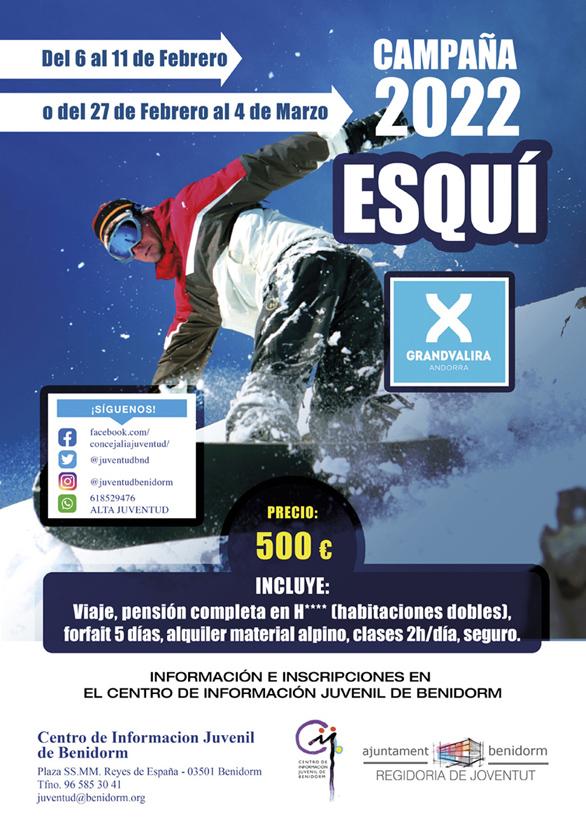 Del 6 al 11 de Febrero
o del 27 de Febrero al 4 de Marzo
CAMPAÑA
2022
ESQUÍ
GRANDVALIRA
ANDORRA
¡SÍGUENOS!
facebook.com/
concejaliajuventud/
@juventudbnd
@juventudbenidorm
618529476
ALTA JUVENTUD
PRECIO:
500 €
INCLUYE:
Viaje, pensión completa en H**** (habitaciones dobles),
forfait 5 días, alquiler material alpino, clases 2h/día, seguro.
INFORMACIÓN E INSCRIPCIONES EN
EL CENTRO DE INFORMACIÓN JUVENIL DE BENIDORM
Centro de Informacion Juvenil
de Benidorm
Plaza SS.MM. Reyes de España - 03501 Benidorm
Tfno. 96 585 30 41
juventud@benidorm.org
CENTRO DE
INFORMACION
JUVENIL DE
BENIDORM
ajuntament benidorm
REGIDORIA DE JOVENTUT